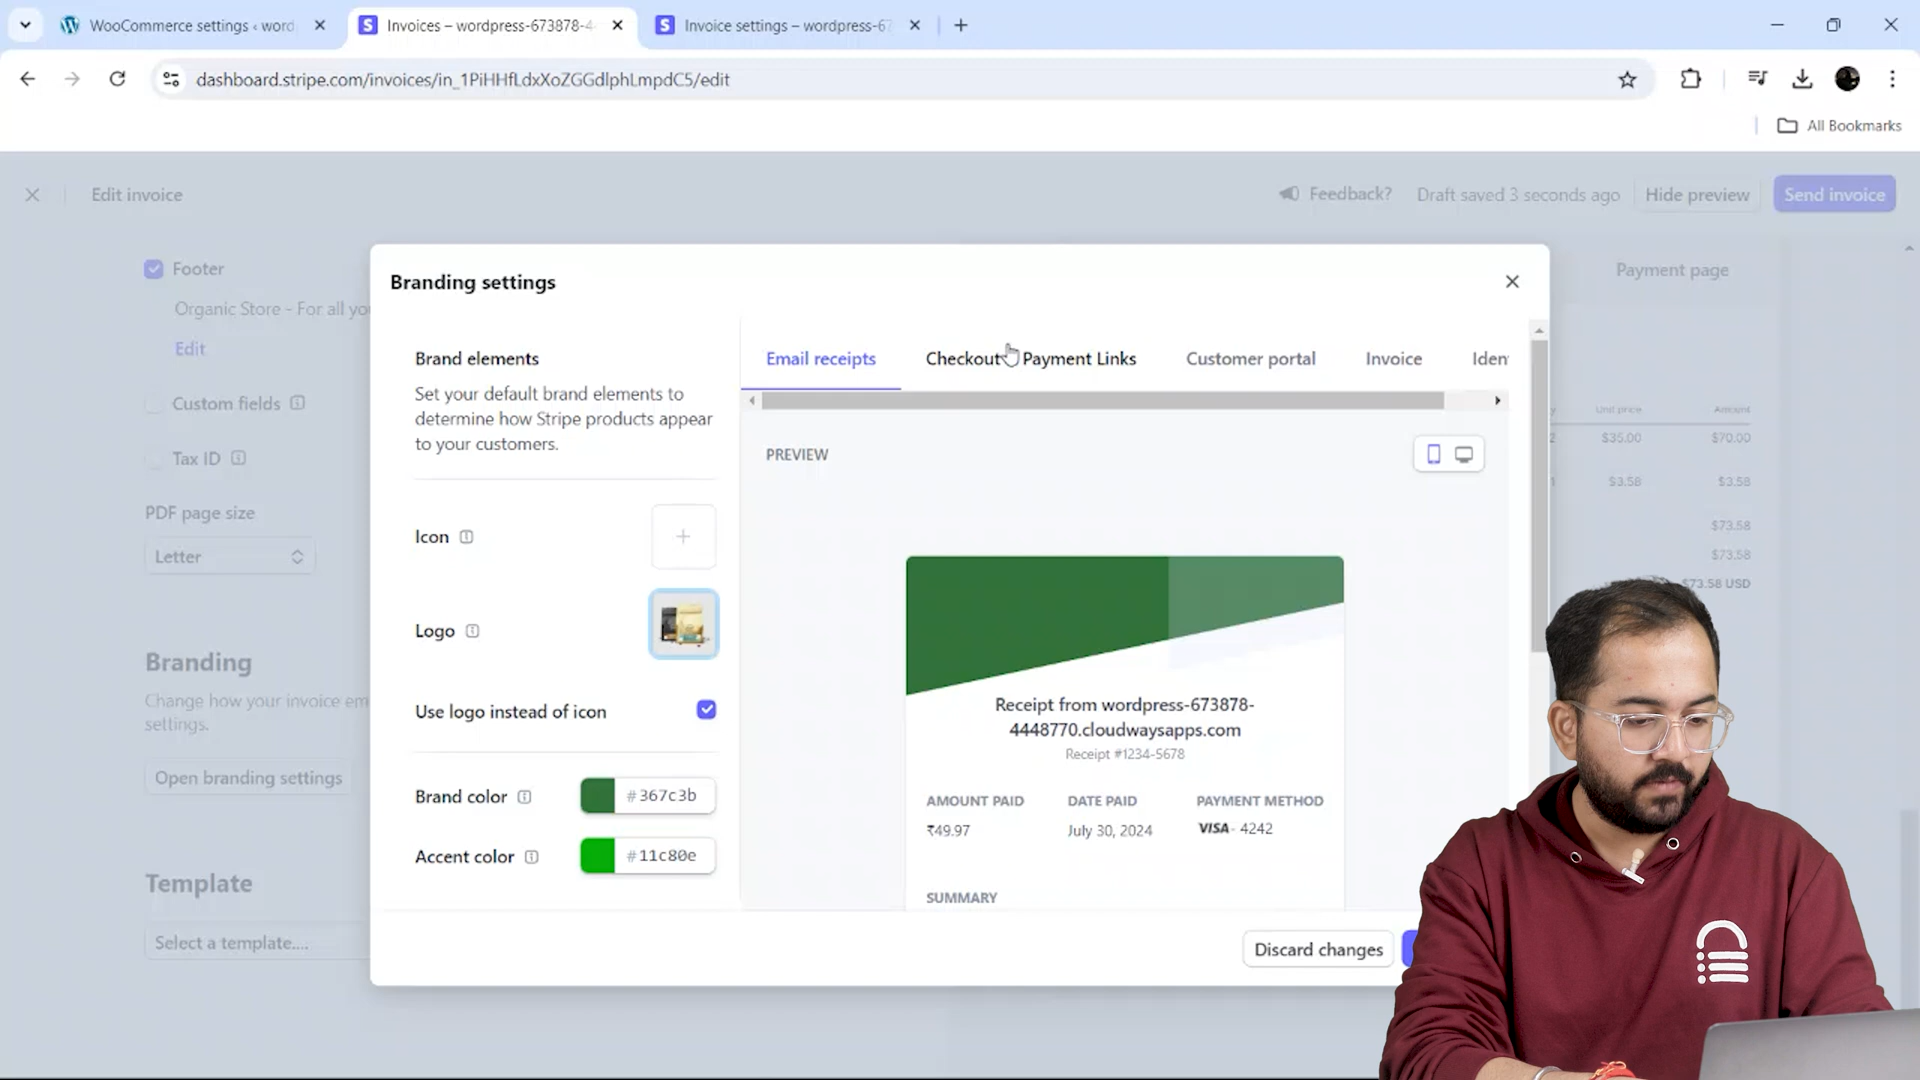 WooCommerce settings ‹ word
Invoices – wordpress-673878-4
Invoice settings – wordpress-67
dashboard.stripe.com/invoices/in_1PiHHfLdxXoZGGdlphLmpdC5/edit
All Bookmarks
Edit invoice
Feedback?
Draft saved 3 seconds ago
Hide preview
Send invoice
Footer
Organic Store - For all you
Edit
Custom fields
Tax ID
PDF page size
Letter
Branding
Change how your invoice em
settings.
Open branding settings
Template
Select a template....
Branding settings
Brand elements
Set your default brand elements to
determine how Stripe products appear
to your customers.
Icon
Logo
Use logo instead of icon
Brand color
#367c3b
Accent color
#11c80e
Email receipts
Checkout
Payment Links
Customer portal
Invoice
Iden
PREVIEW
Receipt from wordpress-673878-
4448770.cloudwaysapps.com
Receipt #1234-5678
AMOUNT PAID
DATE PAID
PAYMENT METHOD
₹49.97
July 30, 2024
VISA - 4242
SUMMARY
Discard changes
Payment page
Unit price
Amount
2
$35.00
$70.00
1
$3.58
$3.58
$73.58
$73.58
$73.58 USD